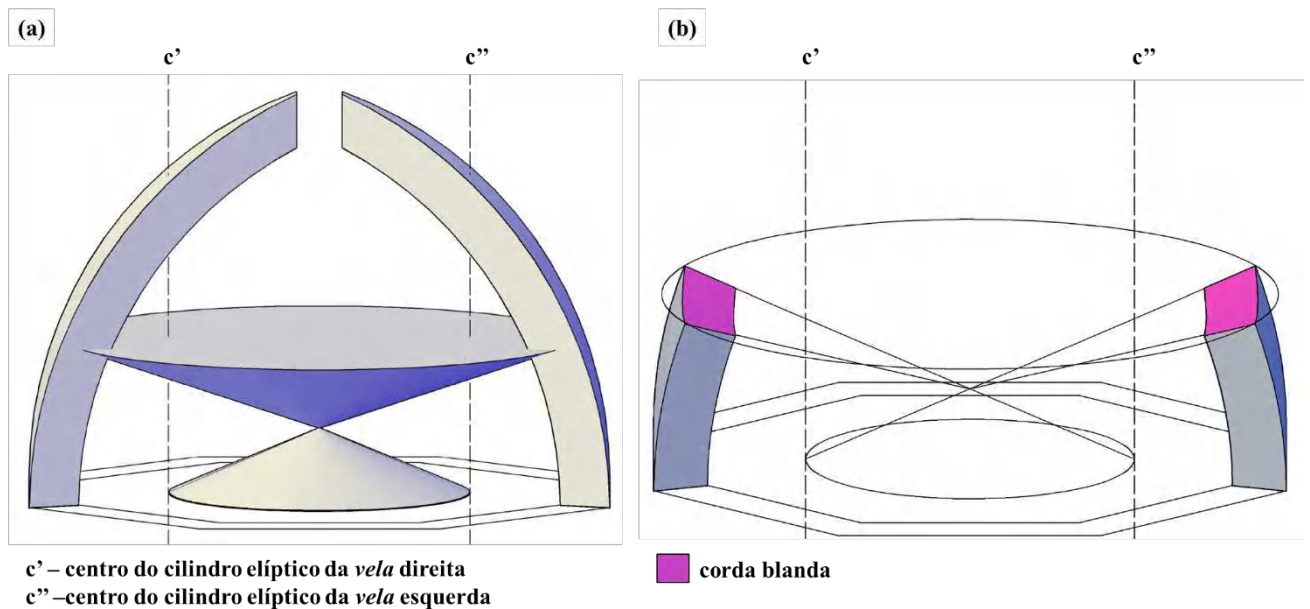 (a)
c’
c”
(b)
c’
c”
c’ – centro do cilindro elíptico da vela direita
c” –centro do cilindro elíptico da vela esquerda
corda blanda